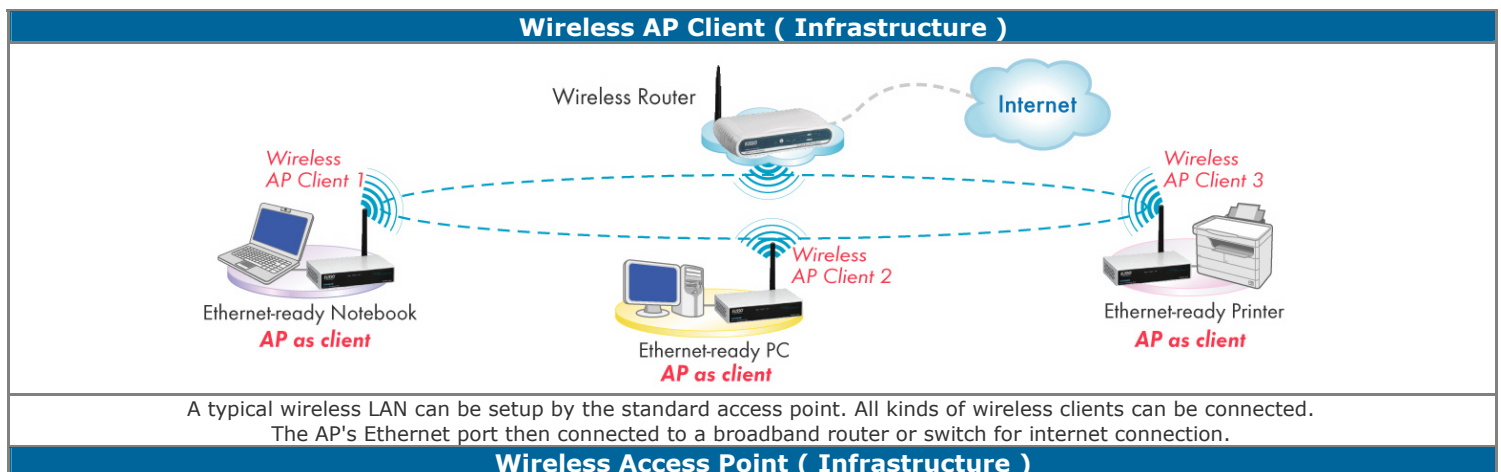 Wireless AP Client ( Infrastructure )
Wireless Router
Internet
Wireless
AP Client 1
Wireless
AP Client 3
Wireless
AP Client 2
Ethernet-ready Notebook
AP as client
Ethernet-ready PC
AP as client
Ethernet-ready Printer
AP as client
A typical wireless LAN can be setup by the standard access point. All kinds of wireless clients can be connected.
The AP's Ethernet port then connected to a broadband router or switch for internet connection.
Wireless Access Point ( Infrastructure )